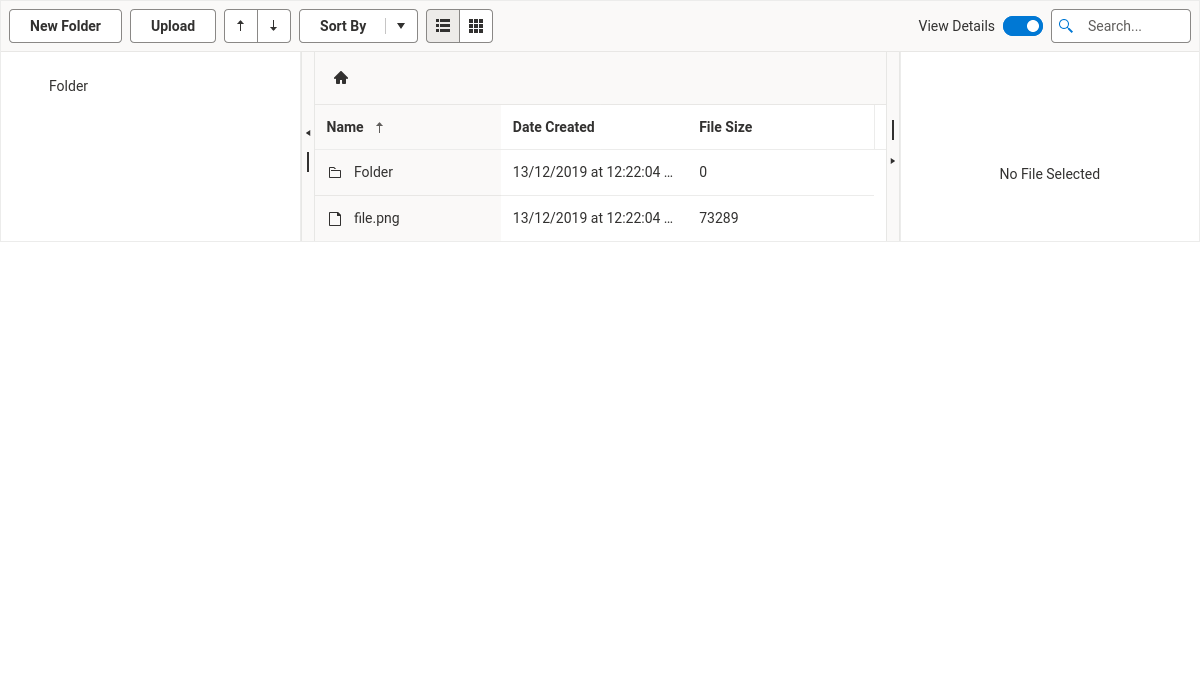 New Folder Upload Sort By View Details Search...
Folder
Name Date Created File Size
Folder 13/12/2019 at 12:22:04 ... 0
file.png 13/12/2019 at 12:22:04 ... 73289
No File Selected